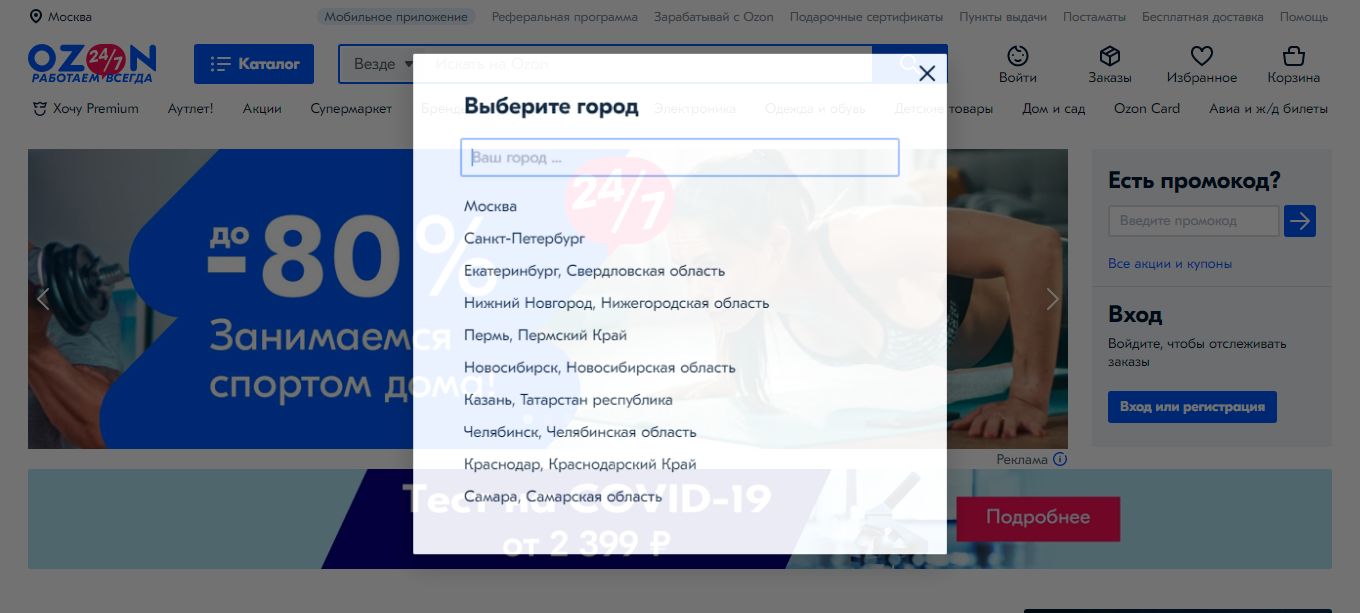 Москва
Мобильное приложение Реферальная программа Зарабатывай с Ozon Подарочные сертификаты Пункты выдачи Постаматы Бесплатная доставка Помощь
OZON 24/7
РАБОТАЕМ ВСЕГДА
Каталог
Везде Искать на Ozon
Войти Заказы Избранное Корзина
Хочу Premium Аутлет! Акции Супермаркет Бренды Электроника Одежда и обувь Детские товары Дом и сад Ozon Card Авиа и ж/д билеты
Выберите город
Ваш город ...
Москва
Санкт-Петербург
Екатеринбург, Свердловская область
Нижний Новгород, Нижегородская область
Пермь, Пермский Край
Новосибирск, Новосибирская область
Казань, Татарстан республика
Челябинск, Челябинская область
Краснодар, Краснодарский Край
Самара, Самарская область
до
-80%
24/7
Занимаемся
спортом дома!
Есть промокод?
Введите промокод
Все акции и купоны
Вход
Войдите, чтобы отслеживать
заказы
Вход или регистрация
Реклама
Тест на COVID-19
от 2 399 ₽
Подробнее